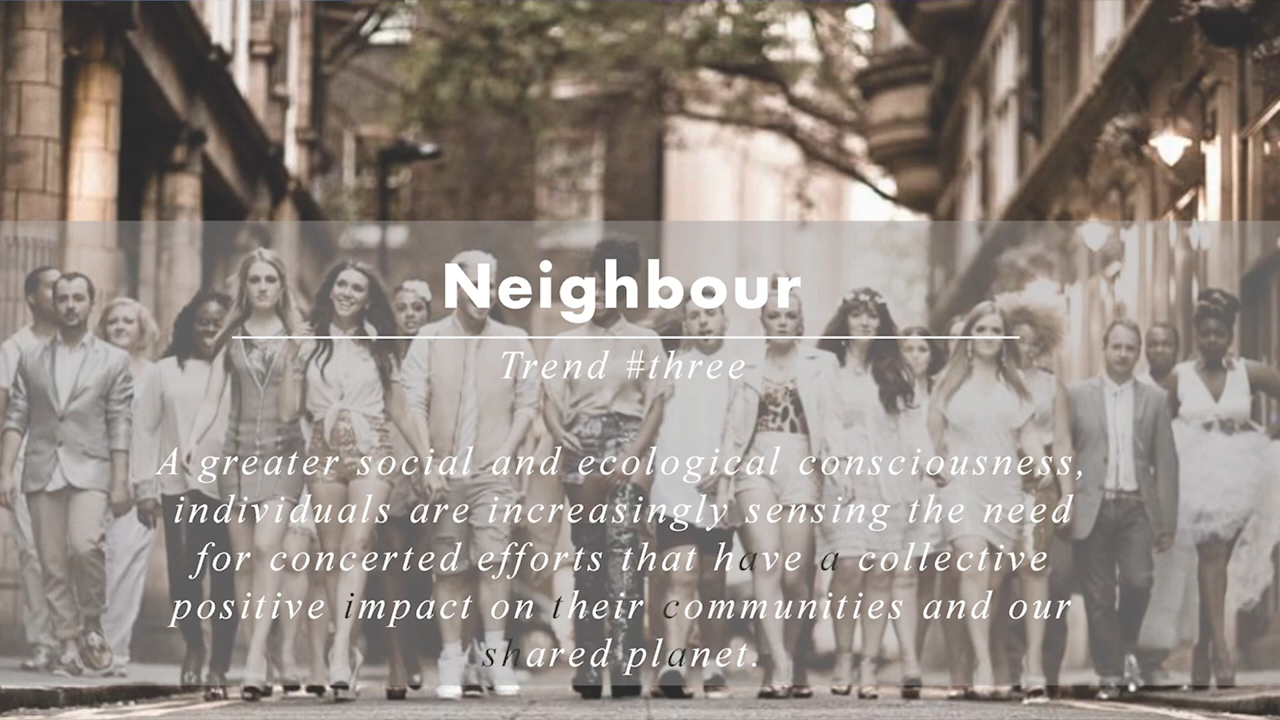 Neighbour
Trend #three
A greater social and ecological consciousness,
individuals are increasingly sensing the need
for concerted efforts that have a collective
positive impact on their communities and our
shared planet.